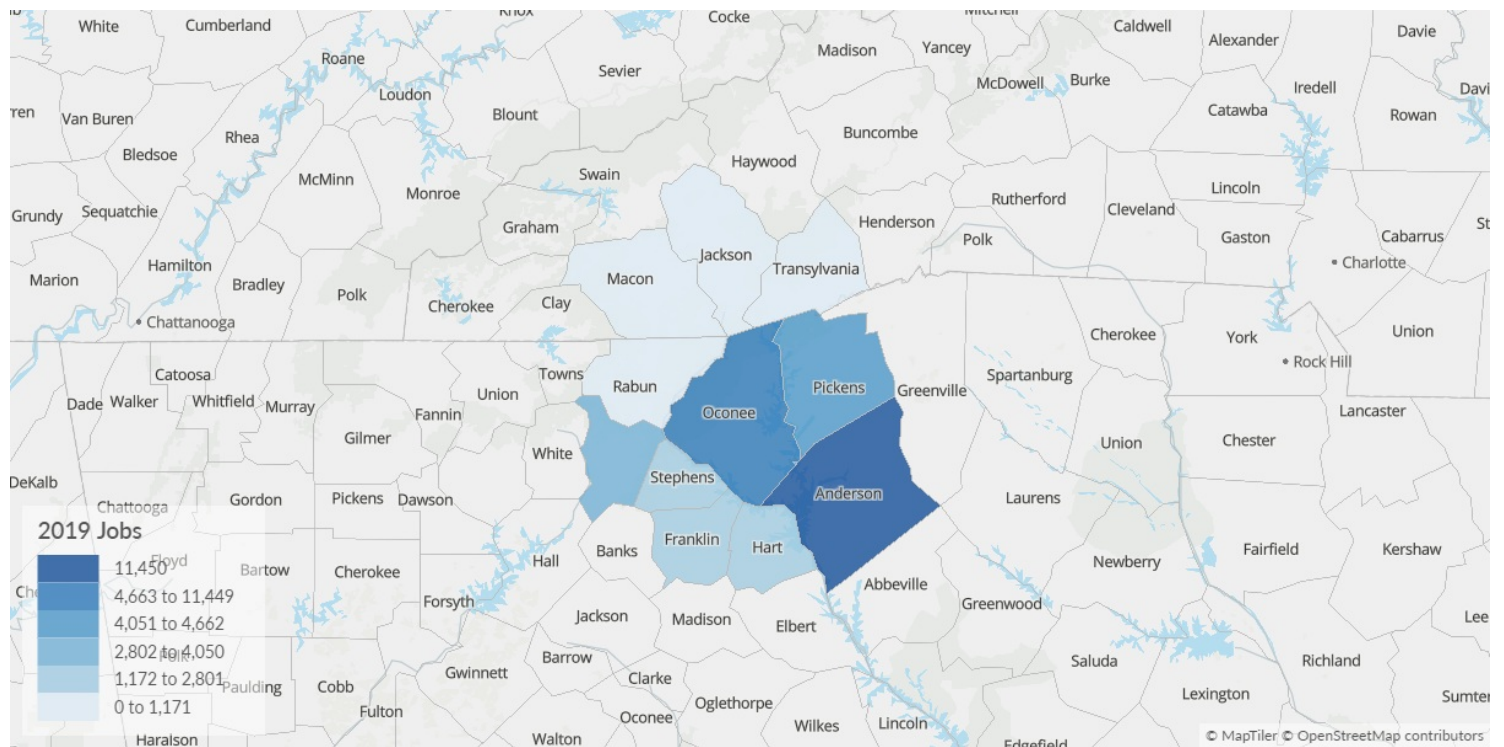 Knox
White
Cumberland
Cocke
Mitchell
Caldwell
Davie
Alexander
Madison
Yancey
Roane
Sevier
McDowell
Burke
Iredell
Loudon
Catawba
Rowan
Blount
Van Buren
Rhea
Buncombe
Bledsoe
Haywood
McMinn
Swain
Monroe
Lincoln
Rutherford
Cleveland
Grundy
Sequatchie
Graham
Henderson
Polk
Gaston
Cabarrus
Jackson
Transylvania
Hamilton
Macon
Charlotte
Marion
Bradley
Polk
Cherokee
Clay
Chattanooga
Cherokee
York
Union
Rock Hill
Catoosa
Towns
Rabun
Pickens
Greenville
Spartanburg
Dade
Walker
Whitfield
Murray
Union
Fannin
Oconee
Lancaster
Gilmer
White
Union
Chester
DeKalb
Stephens
Anderson
Laurens
Chattooga
Gordon
Pickens
Dawson
2019 Jobs
Franklin
Hart
Banks
Hall
Fairfield
Kershaw
Newberry
11,450
Floyd
Bartow
Cherokee
Abbeville
4,663 to 11,449
Forsyth
Greenwood
4,051 to 4,662
Jackson
Madison
Elbert
Lee
2,802 to 4,050
Polk
Barrow
Saluda
Richland
1,172 to 2,801
Paulding
Cobb
Gwinnett
Clarke
Lexington
Sumter
0 to 1,171
Fulton
Oconee
Oglethorpe
Wilkes
Lincoln
Haralson
Walton
Edgefield
© MapTiler © OpenStreetMap contributors